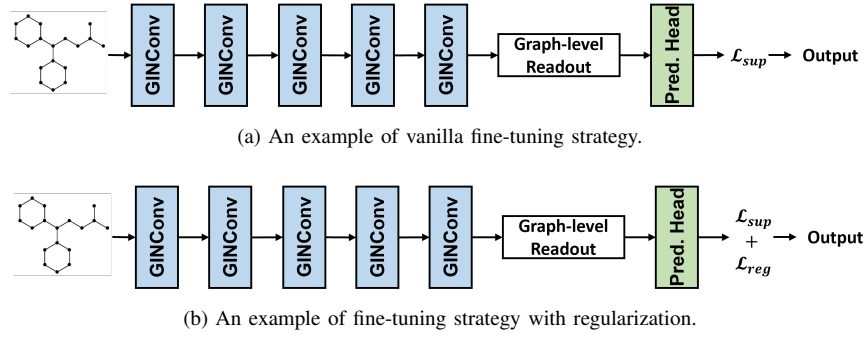 GINConv
GINConv
GINConv
GINConv
GINConv
Graph-level
Readout
Pred. Head
ℒsup
Output
(a) An example of vanilla fine-tuning strategy.
GINConv
GINConv
GINConv
GINConv
GINConv
Graph-level
Readout
Pred. Head
ℒsup
+
ℒreg
Output
(b) An example of fine-tuning strategy with regularization.